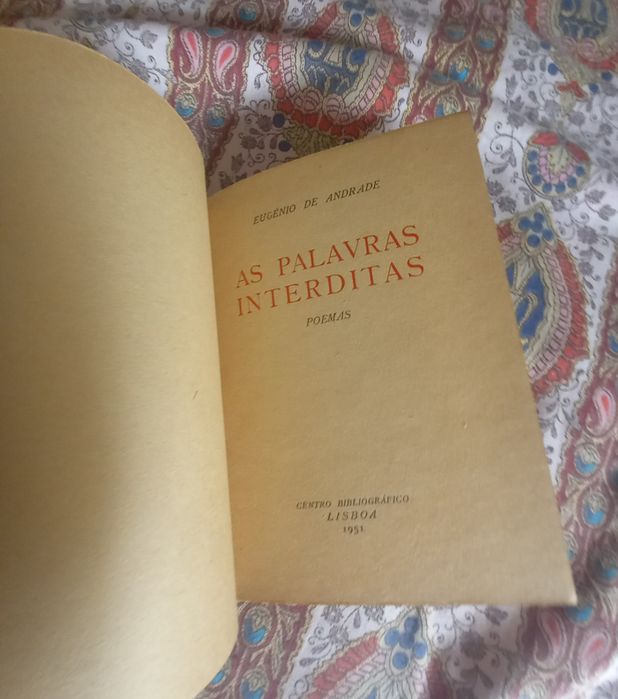 EUGÉNIO DE ANDRADE
AS PALAVRAS
INTERDITAS
POEMAS
CENTRO BIBLIOGRÁFICO
LISBOA
1951